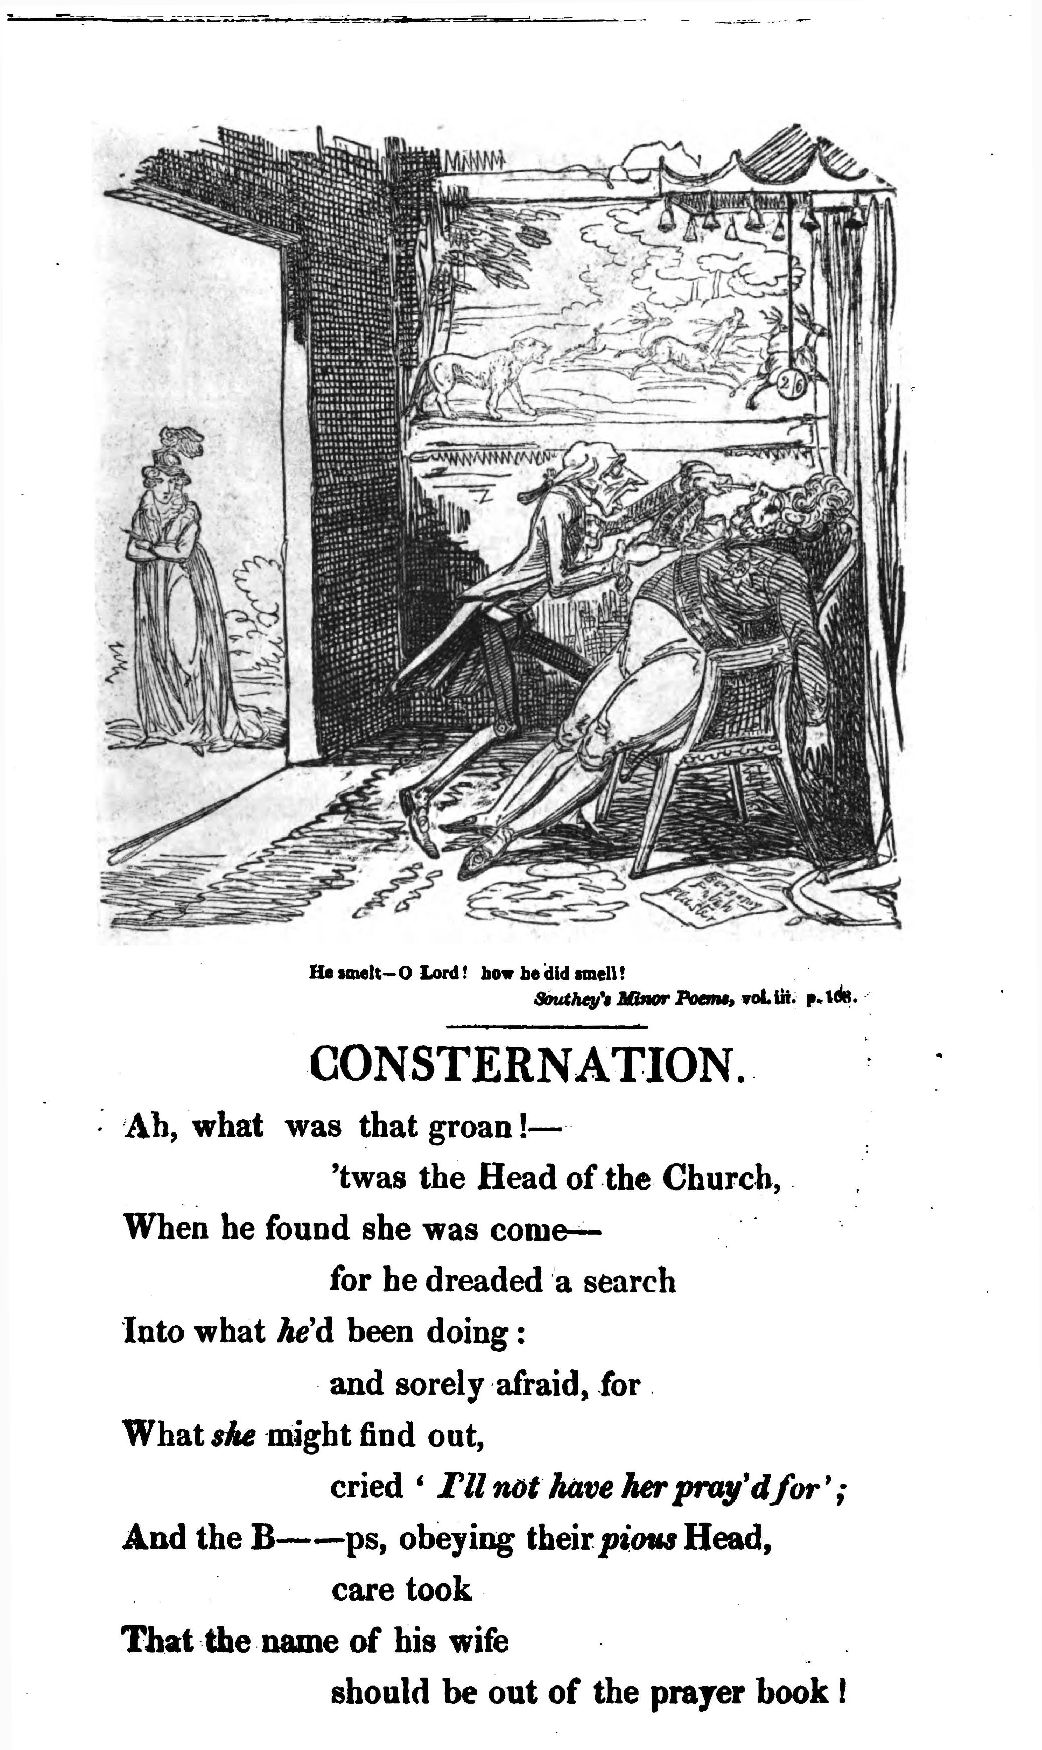 2/6
He smelt—O Lord! how he did smell!
Southey's Minor Poems, vol. iii. p.
CONSTERNATION.
Ah, what was that groan!—
'twas the Head of the Church,
When he found she was come—
for he dreaded a search
Into what he'd been doing:
and sorely afraid, for
What she might find out,
cried ‘ I'll not have her pray'd for’;
And the B— —ps, obeying their pious Head,
care took
That the name of his wife
should be out of the prayer book!